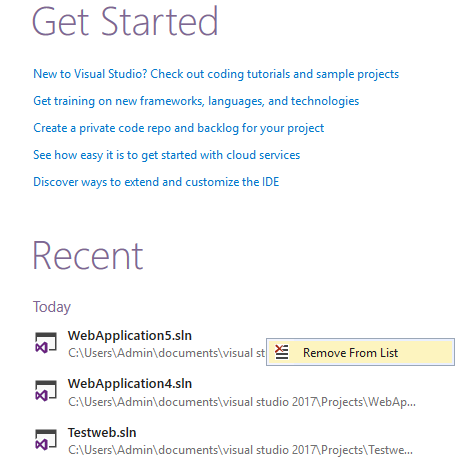 Get Started
New to Visual Studio? Check out coding tutorials and sample projects
Get training on new frameworks, languages, and technologies
Create a private code repo and backlog for your project
See how easy it is to get started with cloud services
Discover ways to extend and customize the IDE
Recent
Today
WebApplication5.sln
C:\Users\Admin\documents\visual st
Remove From List
WebApplication4.sln
C:\Users\Admin\documents\visual studio 2017\Projects\WebAp...
Testweb.sln
C:\Users\Admin\documents\visual studio 2017\Projects\Testwe...